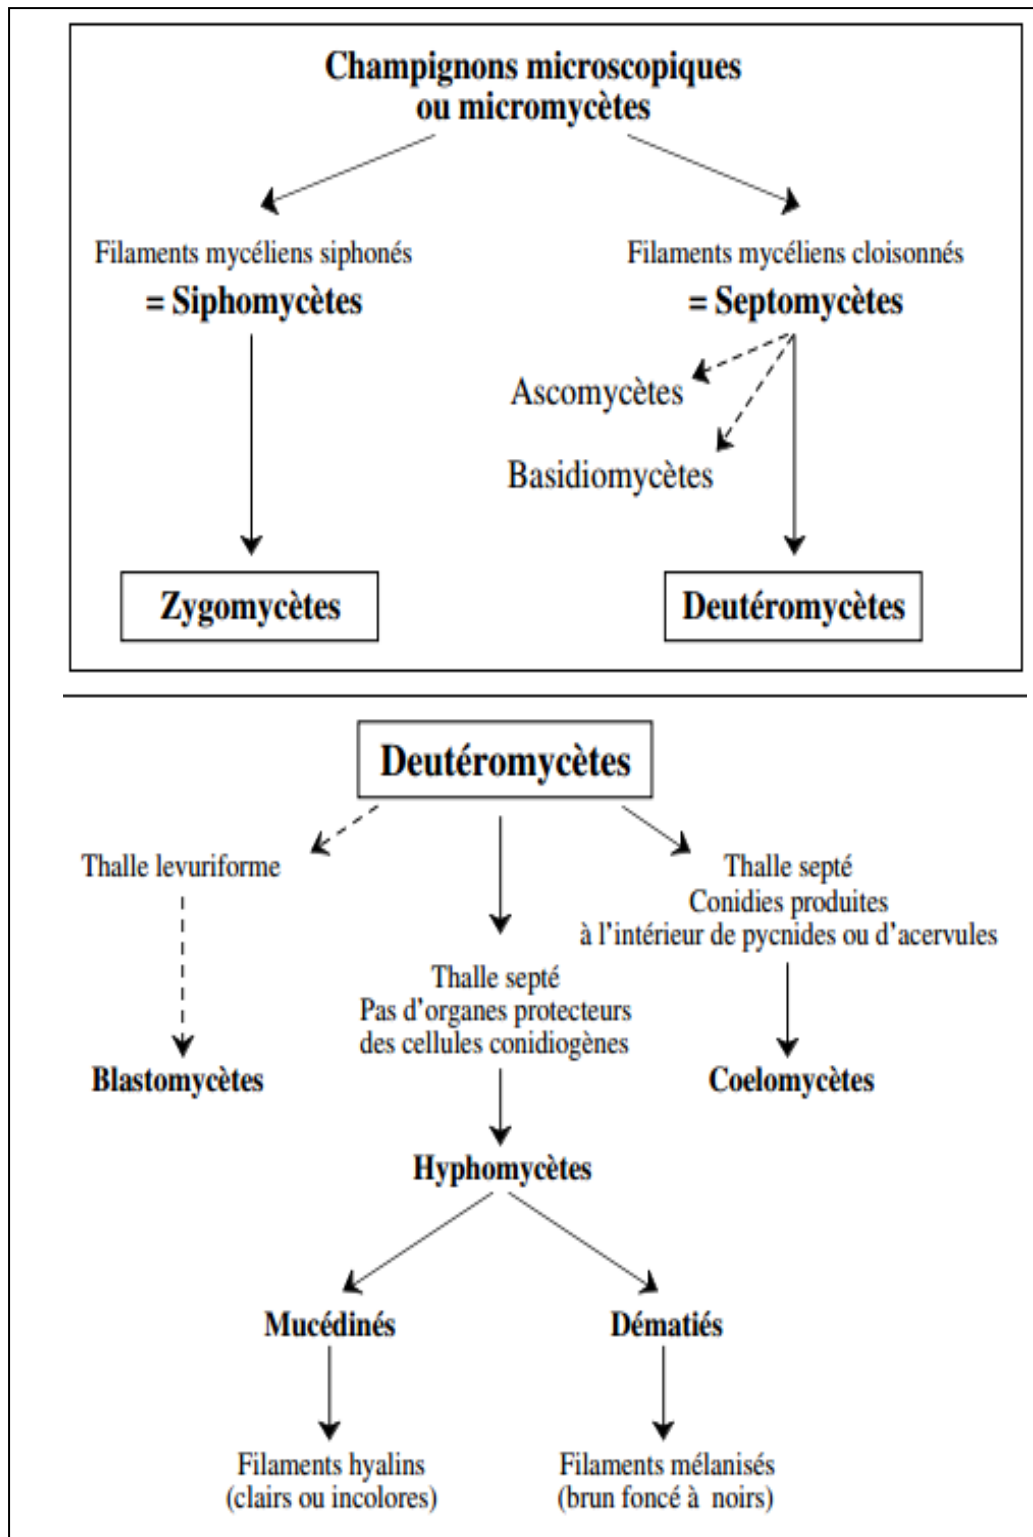 Champignons microscopiques
ou micromycètes
Filaments mycéliens siphonés
= Siphomycètes
Filaments mycéliens cloisonnés
= Septomycètes
Ascomycètes
Basidiomycètes
Zygomycètes
Deutéromycètes
Deutéromycètes
Thalle levuriforme
Blastomycètes
Thalle septé
Pas d'organes protecteurs
des cellules conidiogènes
Thalle septé
Conidies produites
à l'intérieur de pycnides ou d'acervules
Coelomycètes
Hyphomycètes
Mucédinés
Dématiés
Filaments hyalins
(clairs ou incolores)
Filaments mélanisés
(brun foncé à noirs)